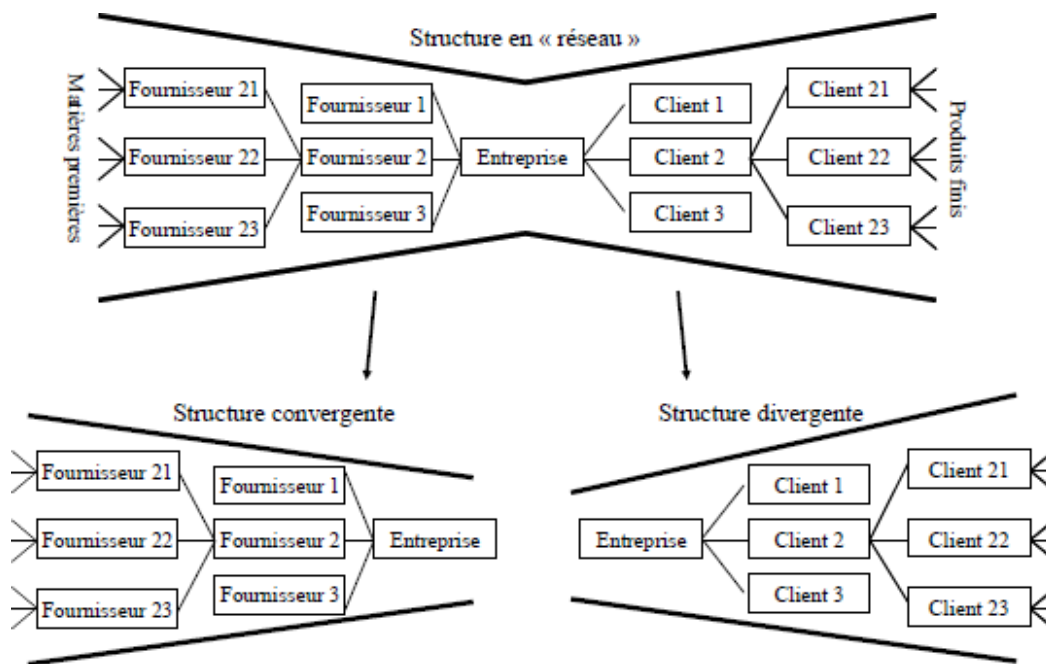 Structure en « réseau »
Matières premières
Fournisseur 21
Fournisseur 22
Fournisseur 23
Fournisseur 1
Fournisseur 2
Fournisseur 3
Entreprise
Client 1
Client 2
Client 3
Client 21
Client 22
Client 23
Produits finis
Structure convergente
Fournisseur 21
Fournisseur 22
Fournisseur 23
Fournisseur 1
Fournisseur 2
Fournisseur 3
Entreprise
Structure divergente
Entreprise
Client 1
Client 2
Client 3
Client 21
Client 22
Client 23